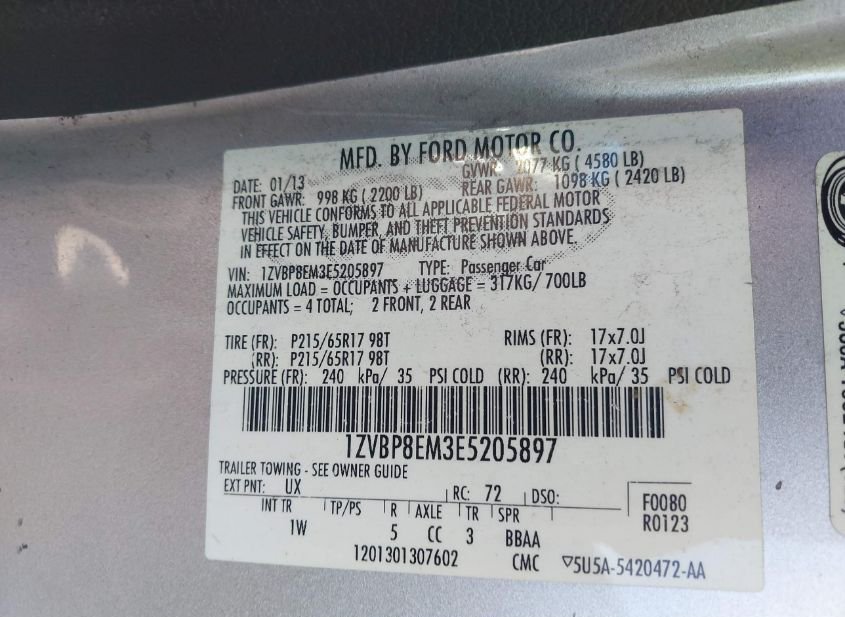 MFD. BY FORD MOTOR CO.
DATE: 01/13 GVWR: 2077 KG ( 4580 LB)
FRONT GAWR: 998 KG ( 2200 LB) REAR GAWR: 1098 KG ( 2420 LB)
THIS VEHICLE CONFORMS TO ALL APPLICABLE FEDERAL MOTOR
VEHICLE SAFETY, BUMPER, AND THEFT PREVENTION STANDARDS
IN EFFECT ON THE DATE OF MANUFACTURE SHOWN ABOVE.
VIN: 1ZVBP8EM3E5205897 TYPE: Passenger Car
MAXIMUM LOAD = OCCUPANTS + LUGGAGE = 317KG/ 700LB
OCCUPANTS = 4 TOTAL; 2 FRONT, 2 REAR
TIRE (FR): P215/65R17 98T RIMS (FR): 17x7.0J
(RR): P215/65R17 98T (RR): 17x7.0J
PRESSURE (FR): 240 kPa/ 35 PSI COLD (RR): 240 kPa/ 35 PSI COLD
1ZVBP8EM3E5205897
TRAILER TOWING - SEE OWNER GUIDE
EXT PNT: UX RC: 72 DSO: F0080
INT TR TP/PS R AXLE TR SPR R0123
1W 5 CC 3 BBAA
1201301307602 CMC ▽5U5A-5420472-AA